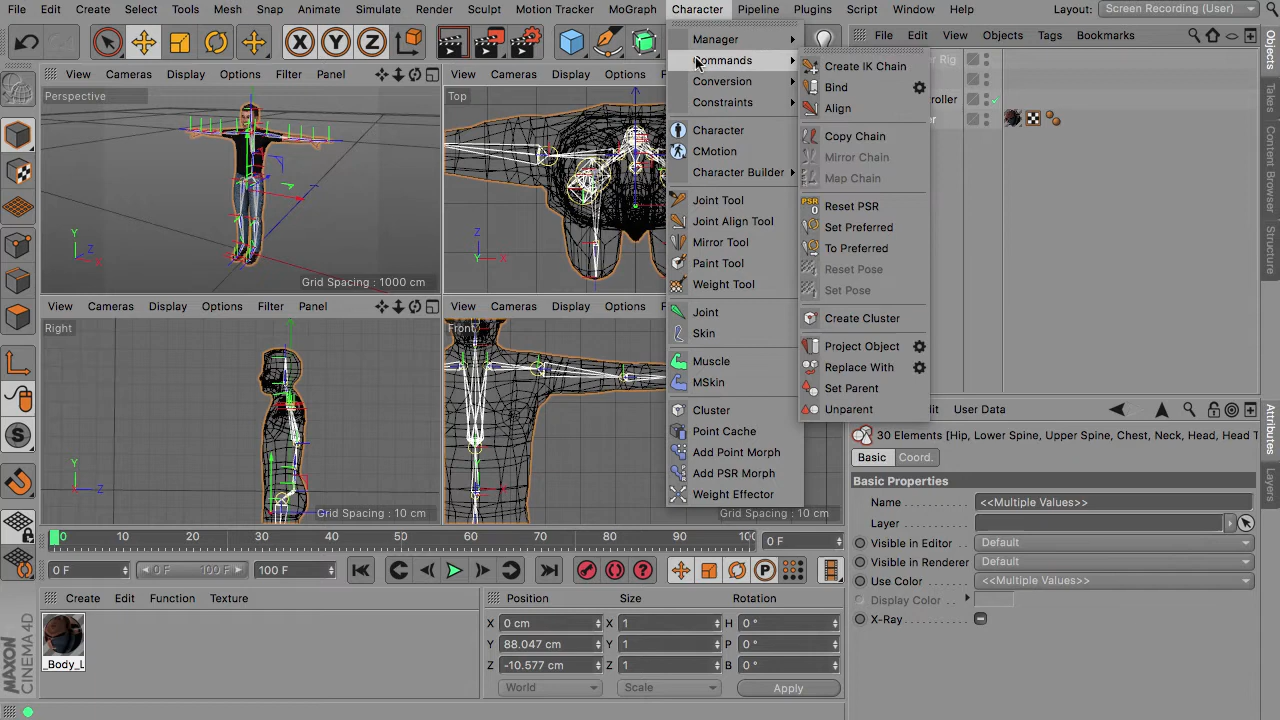 File Edit Create Select Tools Mesh Snap Animate Simulate Render Sculpt Motion Tracker MoGraph Character Pipeline Plugins Script Window Help Layout: Screen Recording (User)
X Y Z
File Edit View Objects Tags Bookmarks
Objects
Takes
Structure
View Cameras Display Options Filter Panel
Perspective
Y
Z
X
Grid Spacing : 1000 cm
View Cameras Display Options
Top
Z
Y X
View Cameras Display Options Filter Panel
Right
Y
Z
Grid Spacing : 10 cm
View Cameras Display Options
Front
Y
Z X
Grid Spacing : 10 cm
Manager
Commands
Conversion
Constraints
Character
CMotion
Character Builder
Joint Tool
Joint Align Tool
Mirror Tool
Paint Tool
Weight Tool
Joint
Skin
Muscle
MSkin
Cluster
Point Cache
Add Point Morph
Add PSR Morph
Weight Effector
Create IK Chain
Bind
Align
Copy Chain
Mirror Chain
Map Chain
PSR
0
Reset PSR
Set Preferred
To Preferred
Reset Pose
Set Pose
Create Cluster
Project Object
Replace With
Set Parent
Unparent
User Data
Attributes
Layers
30 Elements [Hip, Lower Spine, Upper Spine, Chest, Neck, Head, Head T
Basic Coord.
Basic Properties
Name <<Multiple Values>>
Layer
Visible in Editor Default
Visible in Renderer Default
Use Color <<Multiple Values>>
Display Color
X-Ray
0 10 20 30 40 50 60 70 80 90 0 F
0 F 0 F 100 F 100 F
P
S
Create Edit Function Texture
_Body_L
Position Size Rotation
X 0 cm X 1 H 0 °
Y 88.047 cm Y 1 P 0 °
Z -10.577 cm Z 1 B 0 °
World Scale Apply
MAXON
CINEMA 4D